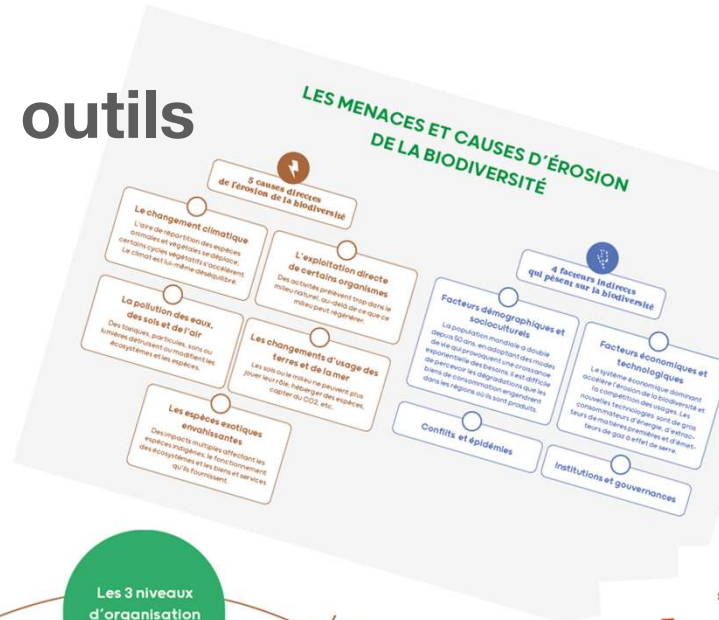 outils
LES MENACES ET CAUSES D'ÉROSION
DE LA BIODIVERSITÉ
5 causes directes
de l'érosion de la biodiversité
Le changement climatique
L'aire de répartition des espèces
animales et végétales se déplace,
certains cycles végétatifs s'accélèrent.
Le climat est lui-même déséquilibré.
L'exploitation directe
de certains organismes
Des activités prélèvent trop dans le
milieu naturel, au-delà de ce que ce
milieu peut régénérer.
La pollution des eaux,
des sols et de l'air
Des toxiques, particules, sons ou
lumières détruisent ou modifient les
écosystèmes et les espèces.
Les changements d'usage des
terres et de la mer
Les sols ou le milieu ne peuvent plus
jouer leur rôle, héberger des espèces,
capter du CO2, etc.
Les espèces exotiques
envahissantes
Des impacts multiples affectant les
espèces indigènes, le fonctionnement
des écosystèmes et les biens et services
qu'ils fournissent.
4 facteurs indirects
qui pèsent sur la biodiversité
Facteurs démographiques et
socioculturels
La population mondiale a doublé
depuis 50 ans, en adoptant des modes
de vie qui provoquent une croissance
exponentielle des besoins. Il est difficile
de percevoir les dégradations que les
biens de consommation engendrent
dans les régions où ils sont produits.
Facteurs économiques et
technologiques
Le système économique dominant
accélère l'érosion de la biodiversité et
la compétition des usages. Les
nouvelles technologies sont de gros
consommateurs d'énergie, d'extrac-
teurs de matières premières et d'émet-
teurs de gaz à effet de serre.
Conflits et épidémies
Institutions et gouvernances
Les 3 niveaux
d'organisation